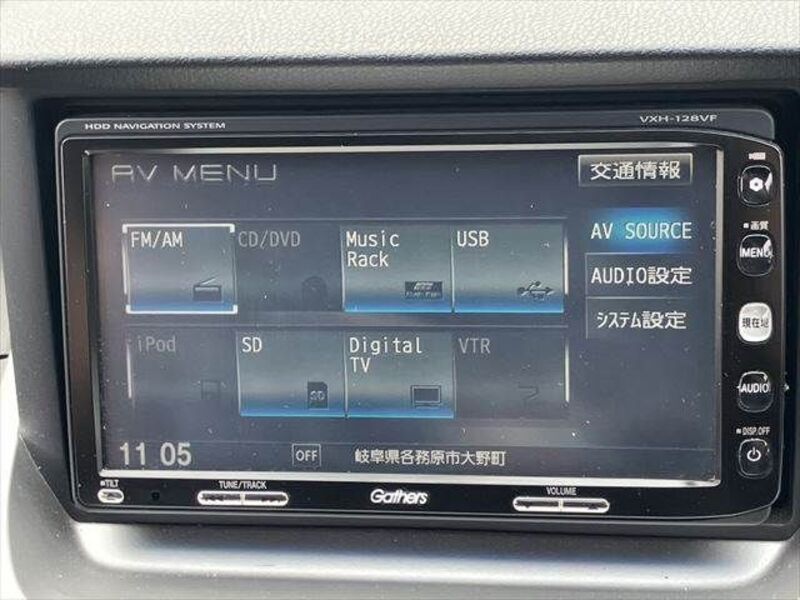 HDD NAVIGATION SYSTEM
VXH-128VF
AV MENU
交通情報
FM/AM
CD/DVD
Music Rack
USB
AV SOURCE
AUDIO設定
システム設定
iPod
SD
Digital TV
VTR
11 05
OFF
岐阜県各務原市大野町
画質
MENU
現在地
AUDIO
DISP.OFF
TILT
TUNE/TRACK
Gathers
VOLUME